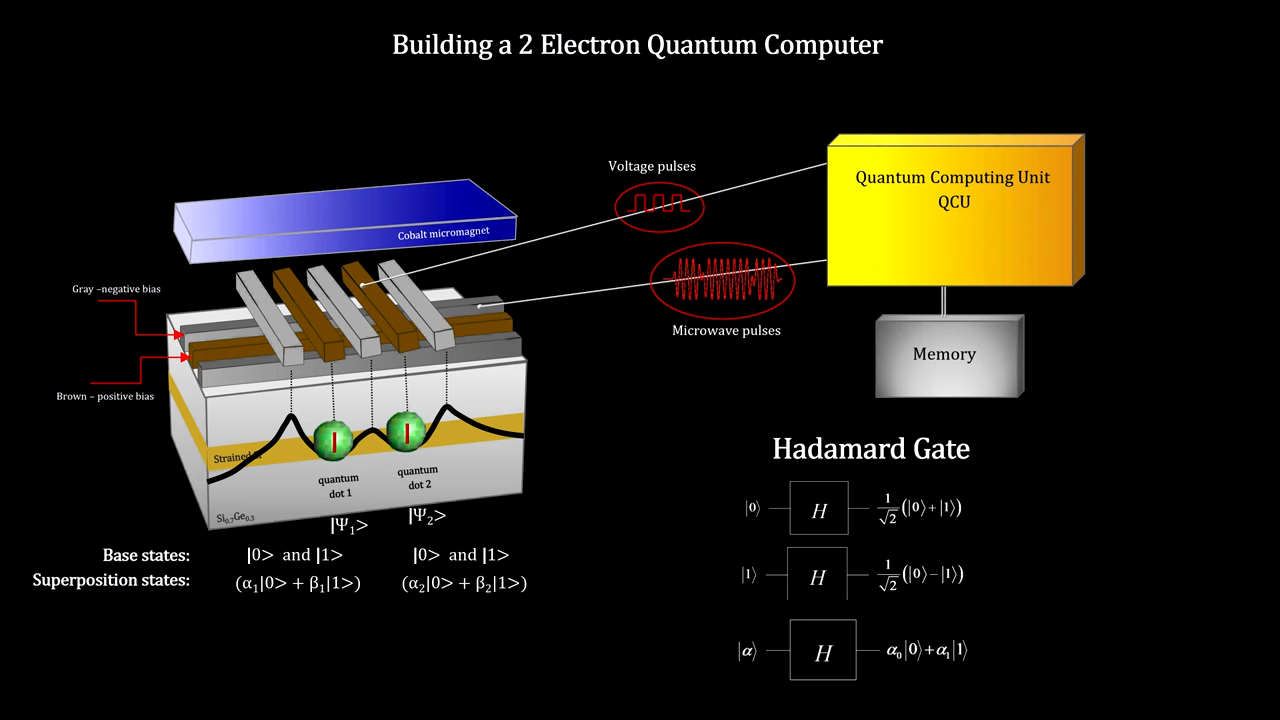 Building a 2 Electron Quantum Computer
Voltage pulses
Quantum Computing Unit
QCU
Cobalt micromagnet
Gray –negative bias
Microwave pulses
Memory
Brown – positive bias
Hadamard Gate
Strained
quantum
dot 1
quantum
dot 2
Si₀.₇Ge₀.₃
|Ψ₁>
|Ψ₂>
Base states: |0> and |1> |0> and |1>
Superposition states: (α₁|0> + β₁|1>) (α₂|0> + β₂|1>)
|0⟩ H 1/√2 (|0⟩+|1⟩)
|1⟩ H 1/√2 (|0⟩−|1⟩)
|α⟩ H α₀|0⟩+α₁|1⟩